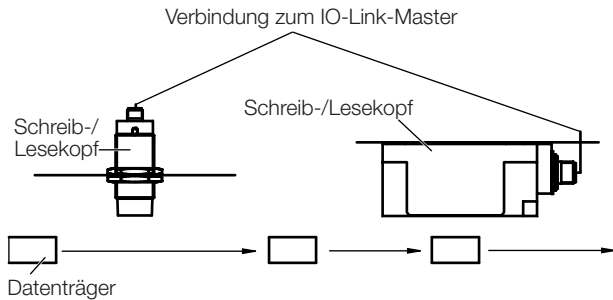 Verbindung zum IO-Link-Master
Schreib-/
Lesekopf
Schreib-/Lesekopf
Datenträger